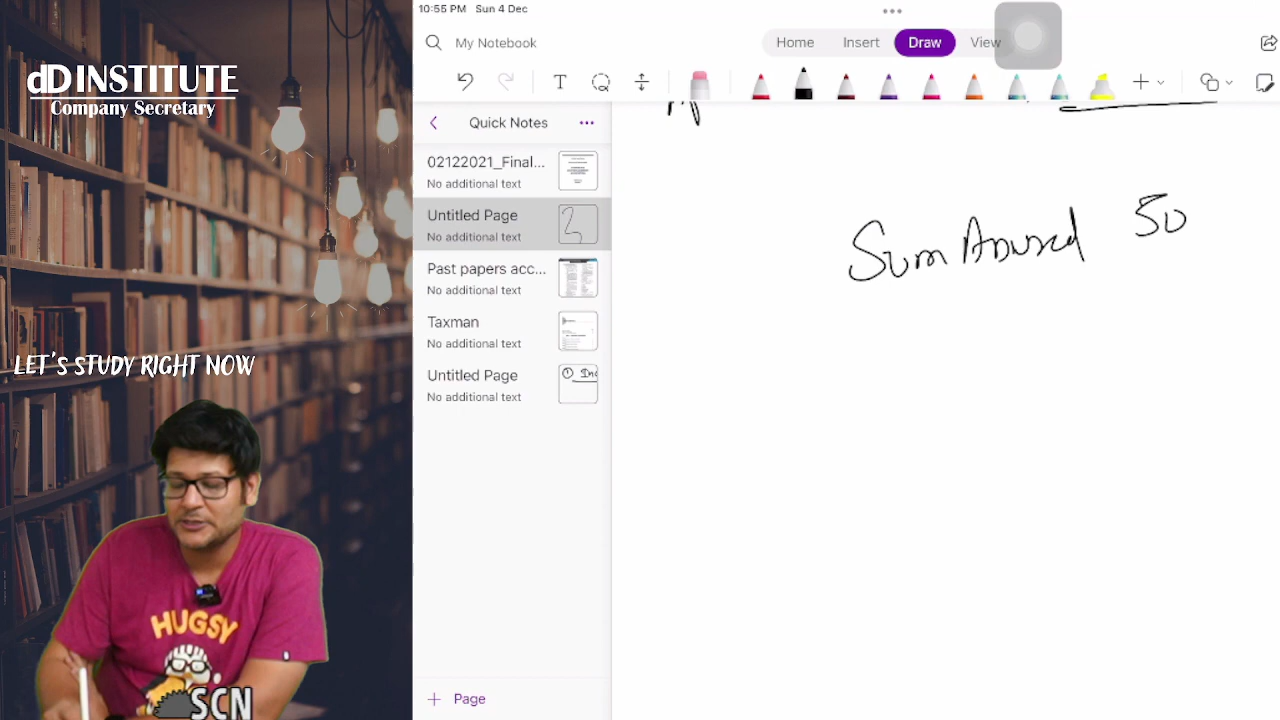 dD INSTITUTE
Company Secretary
LET'S STUDY RIGHT NOW
HUGSY
SCN
10:55 PM Sun 4 Dec
My Notebook
Home Insert Draw View
T
Quick Notes
02122021_Final...
No additional text
Untitled Page
No additional text
Past papers acc...
No additional text
Taxman
No additional text
Untitled Page
No additional text
Page
Sum Assured 50